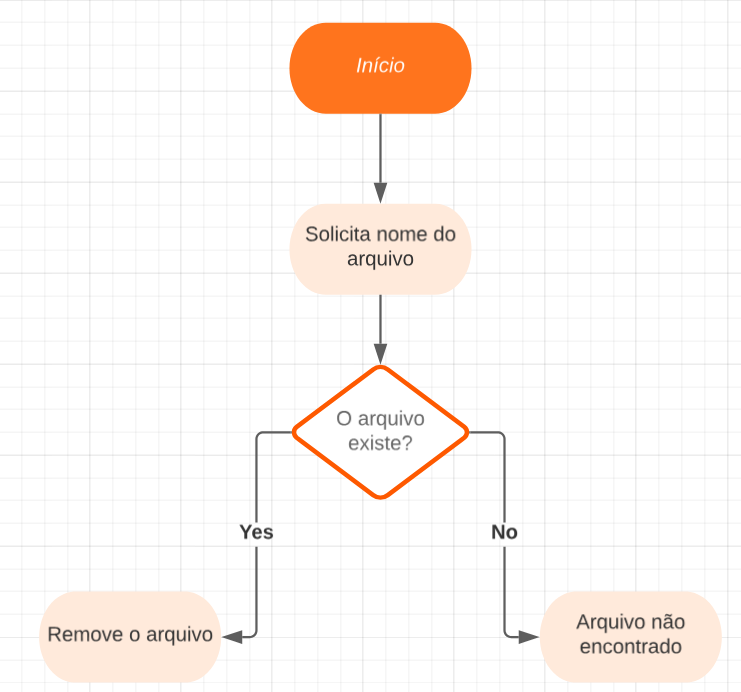 Início
Solicita nome do
arquivo
O arquivo
existe?
Yes
No
Remove o arquivo
Arquivo não
encontrado